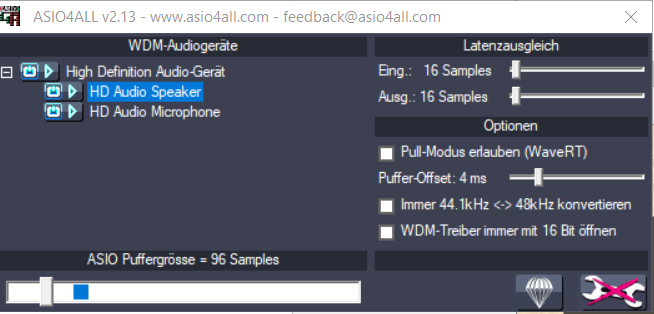 ASIO4ALL v2.13 - www.asio4all.com - feedback@asio4all.com
WDM-Audiogeräte
High Definition Audio-Gerät
HD Audio Speaker
HD Audio Microphone
Latenzausgleich
Eing.: 16 Samples
Ausg.: 16 Samples
Optionen
Pull-Modus erlauben (WaveRT)
Puffer-Offset: 4 ms
Immer 44.1kHz <-> 48kHz konvertieren
WDM-Treiber immer mit 16 Bit öffnen
ASIO Puffergrösse = 96 Samples